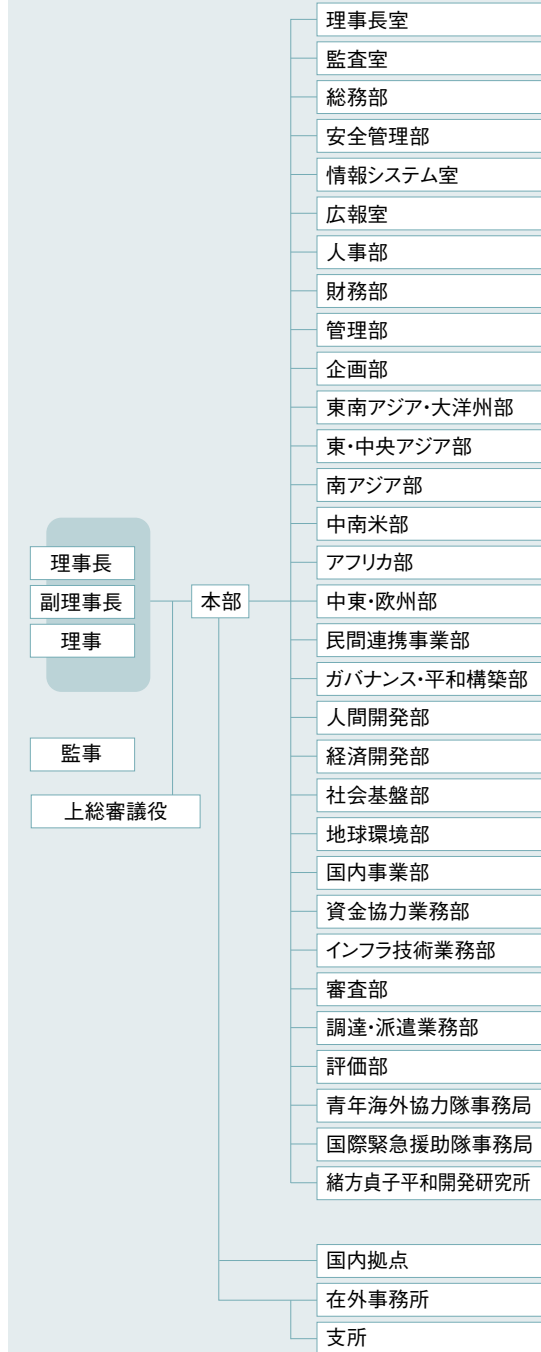 理事長
副理事長
理事
監事
上総審議役
本部
理事長室
監査室
総務部
安全管理部
情報システム室
広報室
人事部
財務部
管理部
企画部
東南アジア・大洋州部
東・中央アジア部
南アジア部
中南米部
アフリカ部
中東・欧州部
民間連携事業部
ガバナンス・平和構築部
人間開発部
経済開発部
社会基盤部
地球環境部
国内事業部
資金協力業務部
インフラ技術業務部
審査部
調達・派遣業務部
評価部
青年海外協力隊事務局
国際緊急援助隊事務局
緒方貞子平和開発研究所
国内拠点
在外事務所
支所